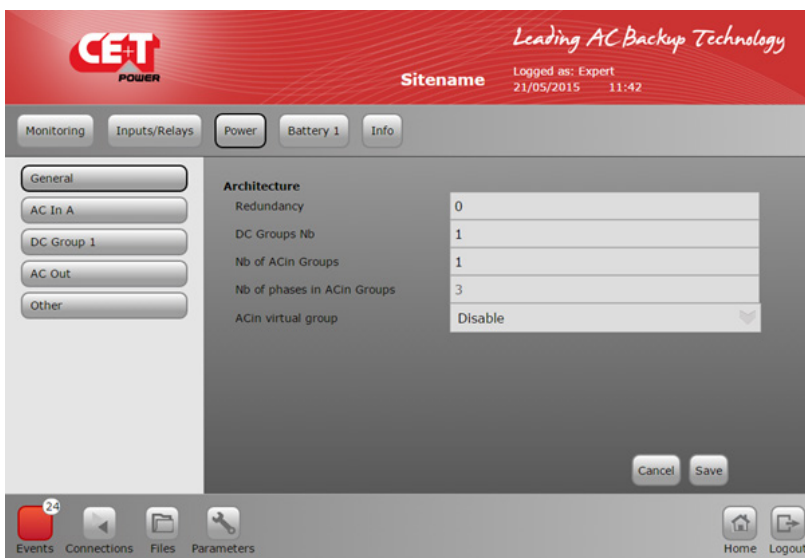 CE+T
POWER
Leading AC Backup Technology
Sitename
Logged as: Expert
21/05/2015 11:42
Monitoring
Inputs/Relays
Power
Battery 1
Info
General
AC In A
DC Group 1
AC Out
Other
Architecture
Redundancy 0
DC Groups Nb 1
Nb of ACin Groups 1
Nb of phases in ACin Groups 3
ACin virtual group Disable
Cancel
Save
24
Events
Connections
Files
Parameters
Home
Logout